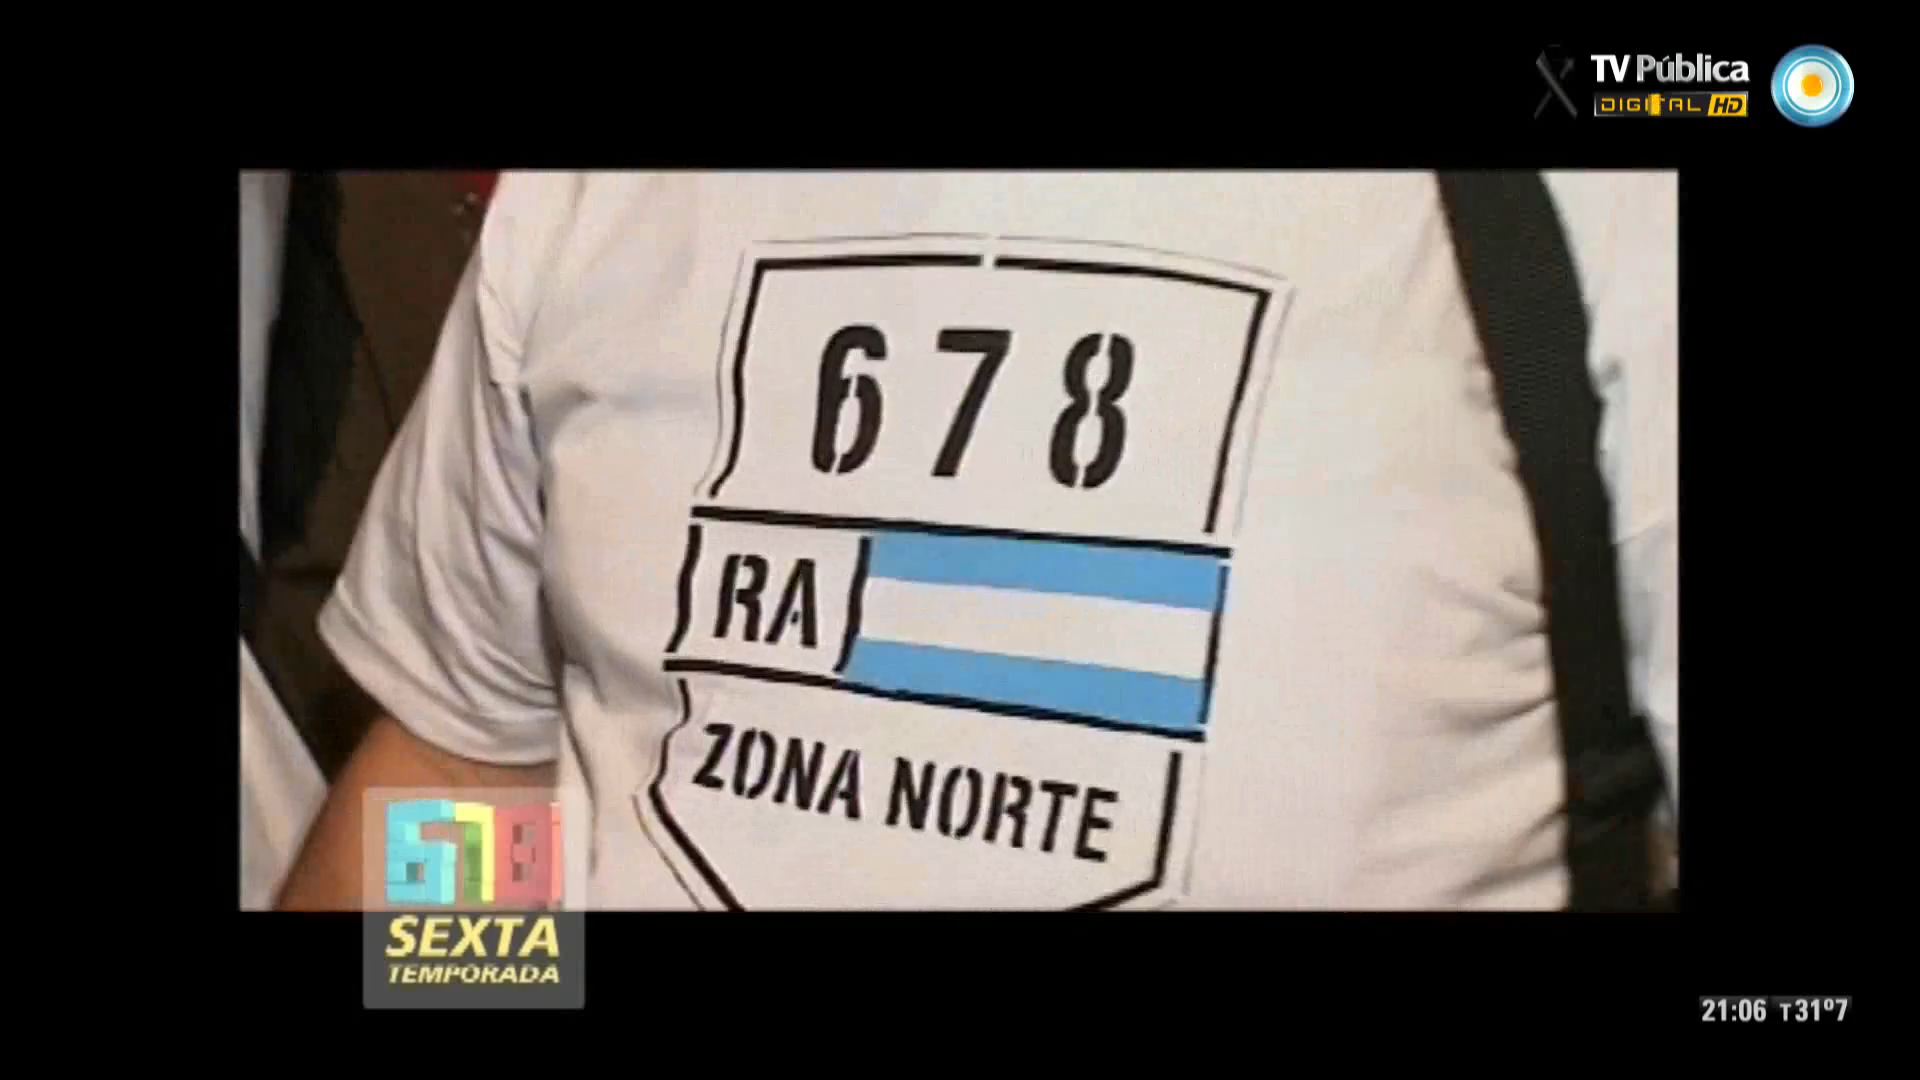 TV Pública
DIGITAL HD
678
RA
ZONA NORTE
678
SEXTA
TEMPORADA
21:06 T31º7